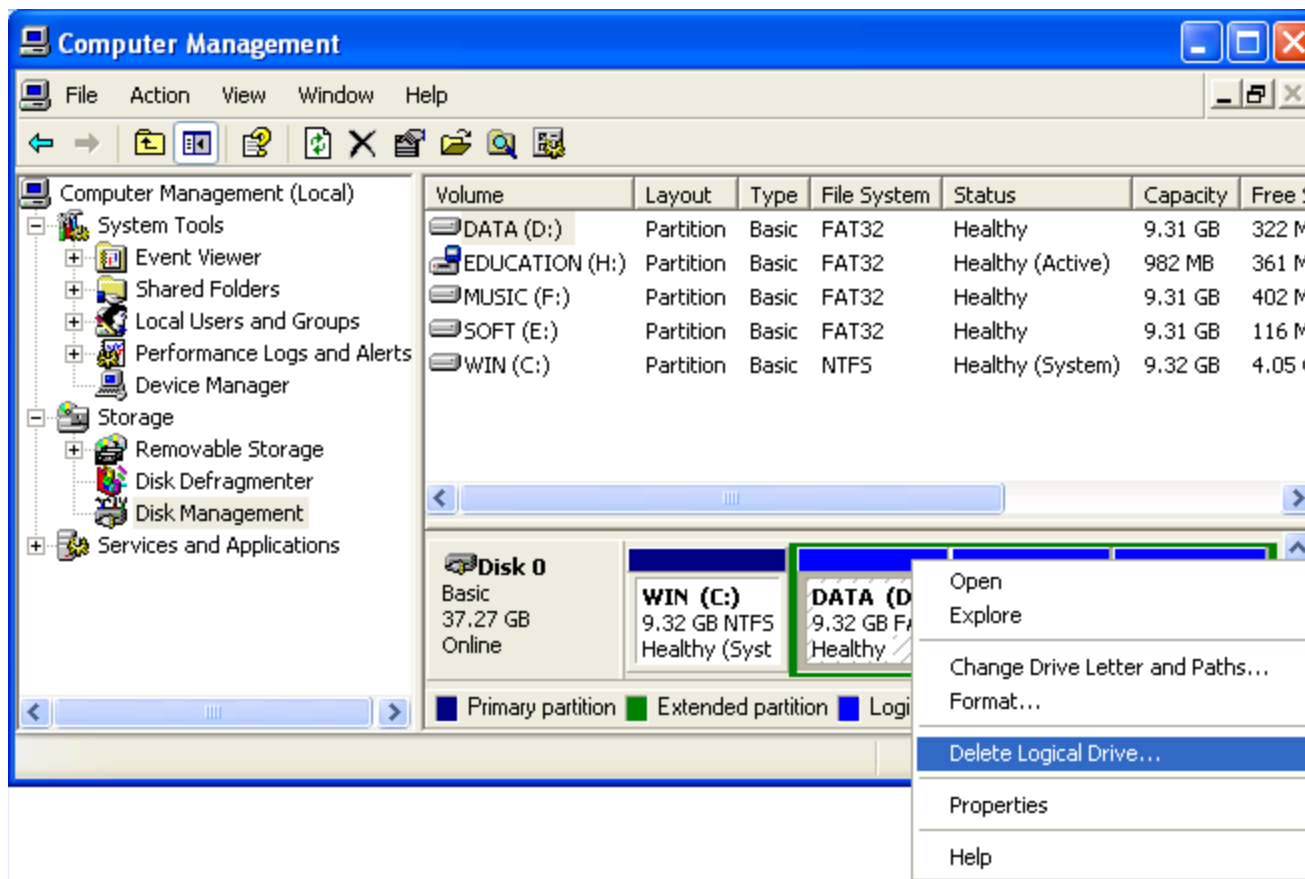 Computer Management
File Action View Window Help
Computer Management (Local)
System Tools
Event Viewer
Shared Folders
Local Users and Groups
Performance Logs and Alerts
Device Manager
Storage
Removable Storage
Disk Defragmenter
Disk Management
Services and Applications
Volume Layout Type File System Status Capacity Free
DATA (D:) Partition Basic FAT32 Healthy 9.31 GB 322
EDUCATION (H:) Partition Basic FAT32 Healthy (Active) 982 MB 361
MUSIC (F:) Partition Basic FAT32 Healthy 9.31 GB 402
SOFT (E:) Partition Basic FAT32 Healthy 9.31 GB 116
WIN (C:) Partition Basic NTFS Healthy (System) 9.32 GB 4.05
Disk 0
Basic
37.27 GB
Online
WIN (C:)
9.32 GB NTFS
Healthy (Syst
DATA (D
9.32 GB F
Healthy
Primary partition Extended partition Logi
Open
Explore
Change Drive Letter and Paths...
Format...
Delete Logical Drive...
Properties
Help